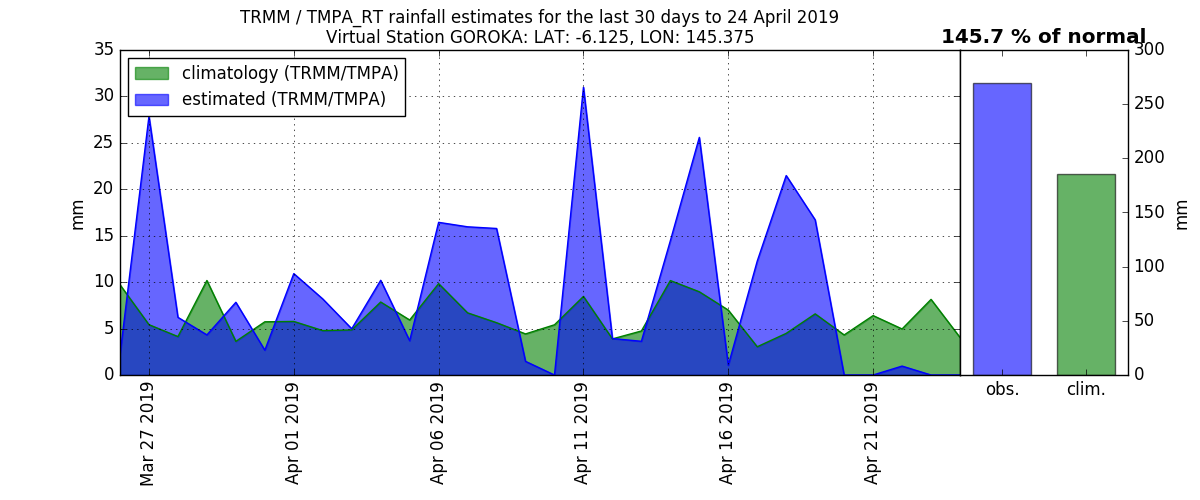 TRMM / TMPA_RT rainfall estimates for the last 30 days to 24 April 2019
Virtual Station GOROKA: LAT: -6.125, LON: 145.375
145.7 % of normal
climatology (TRMM/TMPA)
estimated (TRMM/TMPA)
35
30
25
20
15
10
5
0
mm
Mar 27 2019
Apr 01 2019
Apr 06 2019
Apr 11 2019
Apr 16 2019
Apr 21 2019
300
250
200
150
100
50
0
mm
obs.
clim.